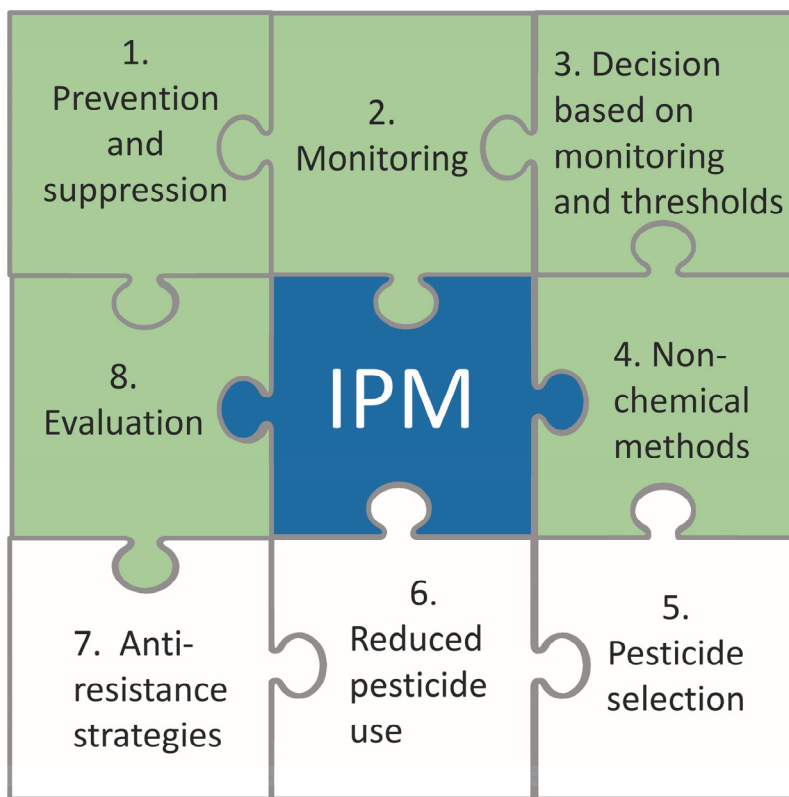 1.
Prevention
and
suppression
2.
Monitoring
3. Decision
based on
monitoring
and thresholds
8.
Evaluation
IPM
4. Non-
chemical
methods
7. Anti-
resistance
strategies
6.
Reduced
pesticide
use
5.
Pesticide
selection